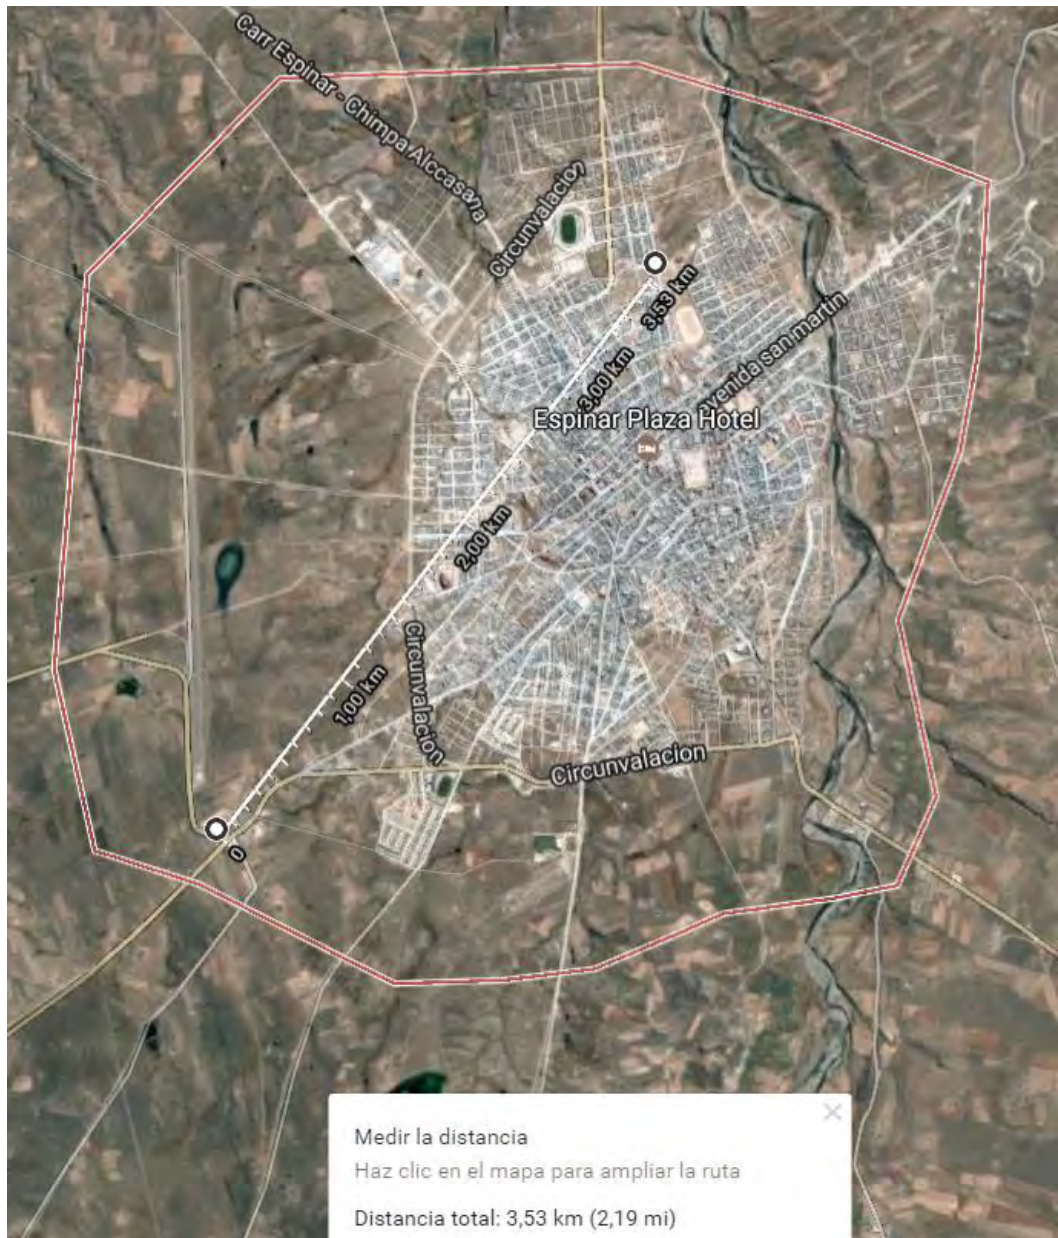 Carr Espinar - Chimpa Alccasana
Circunvalacion
3,53 km
avenida san martin
3,00 km
Espinar Plaza Hotel
2,00 km
Circunvalacion
1,00 km
Circunvalacion
0
Medir la distancia
Haz clic en el mapa para ampliar la ruta
Distancia total: 3,53 km (2,19 mi)